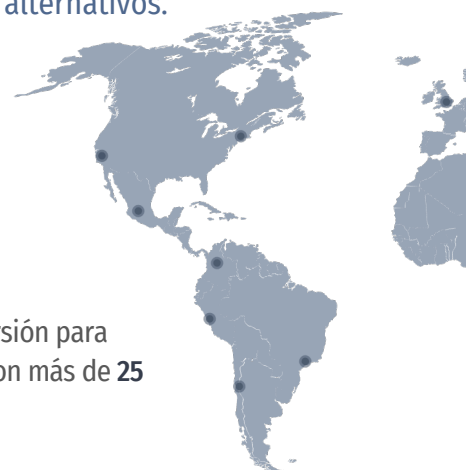 alternativos.
rsión para
on más de 25